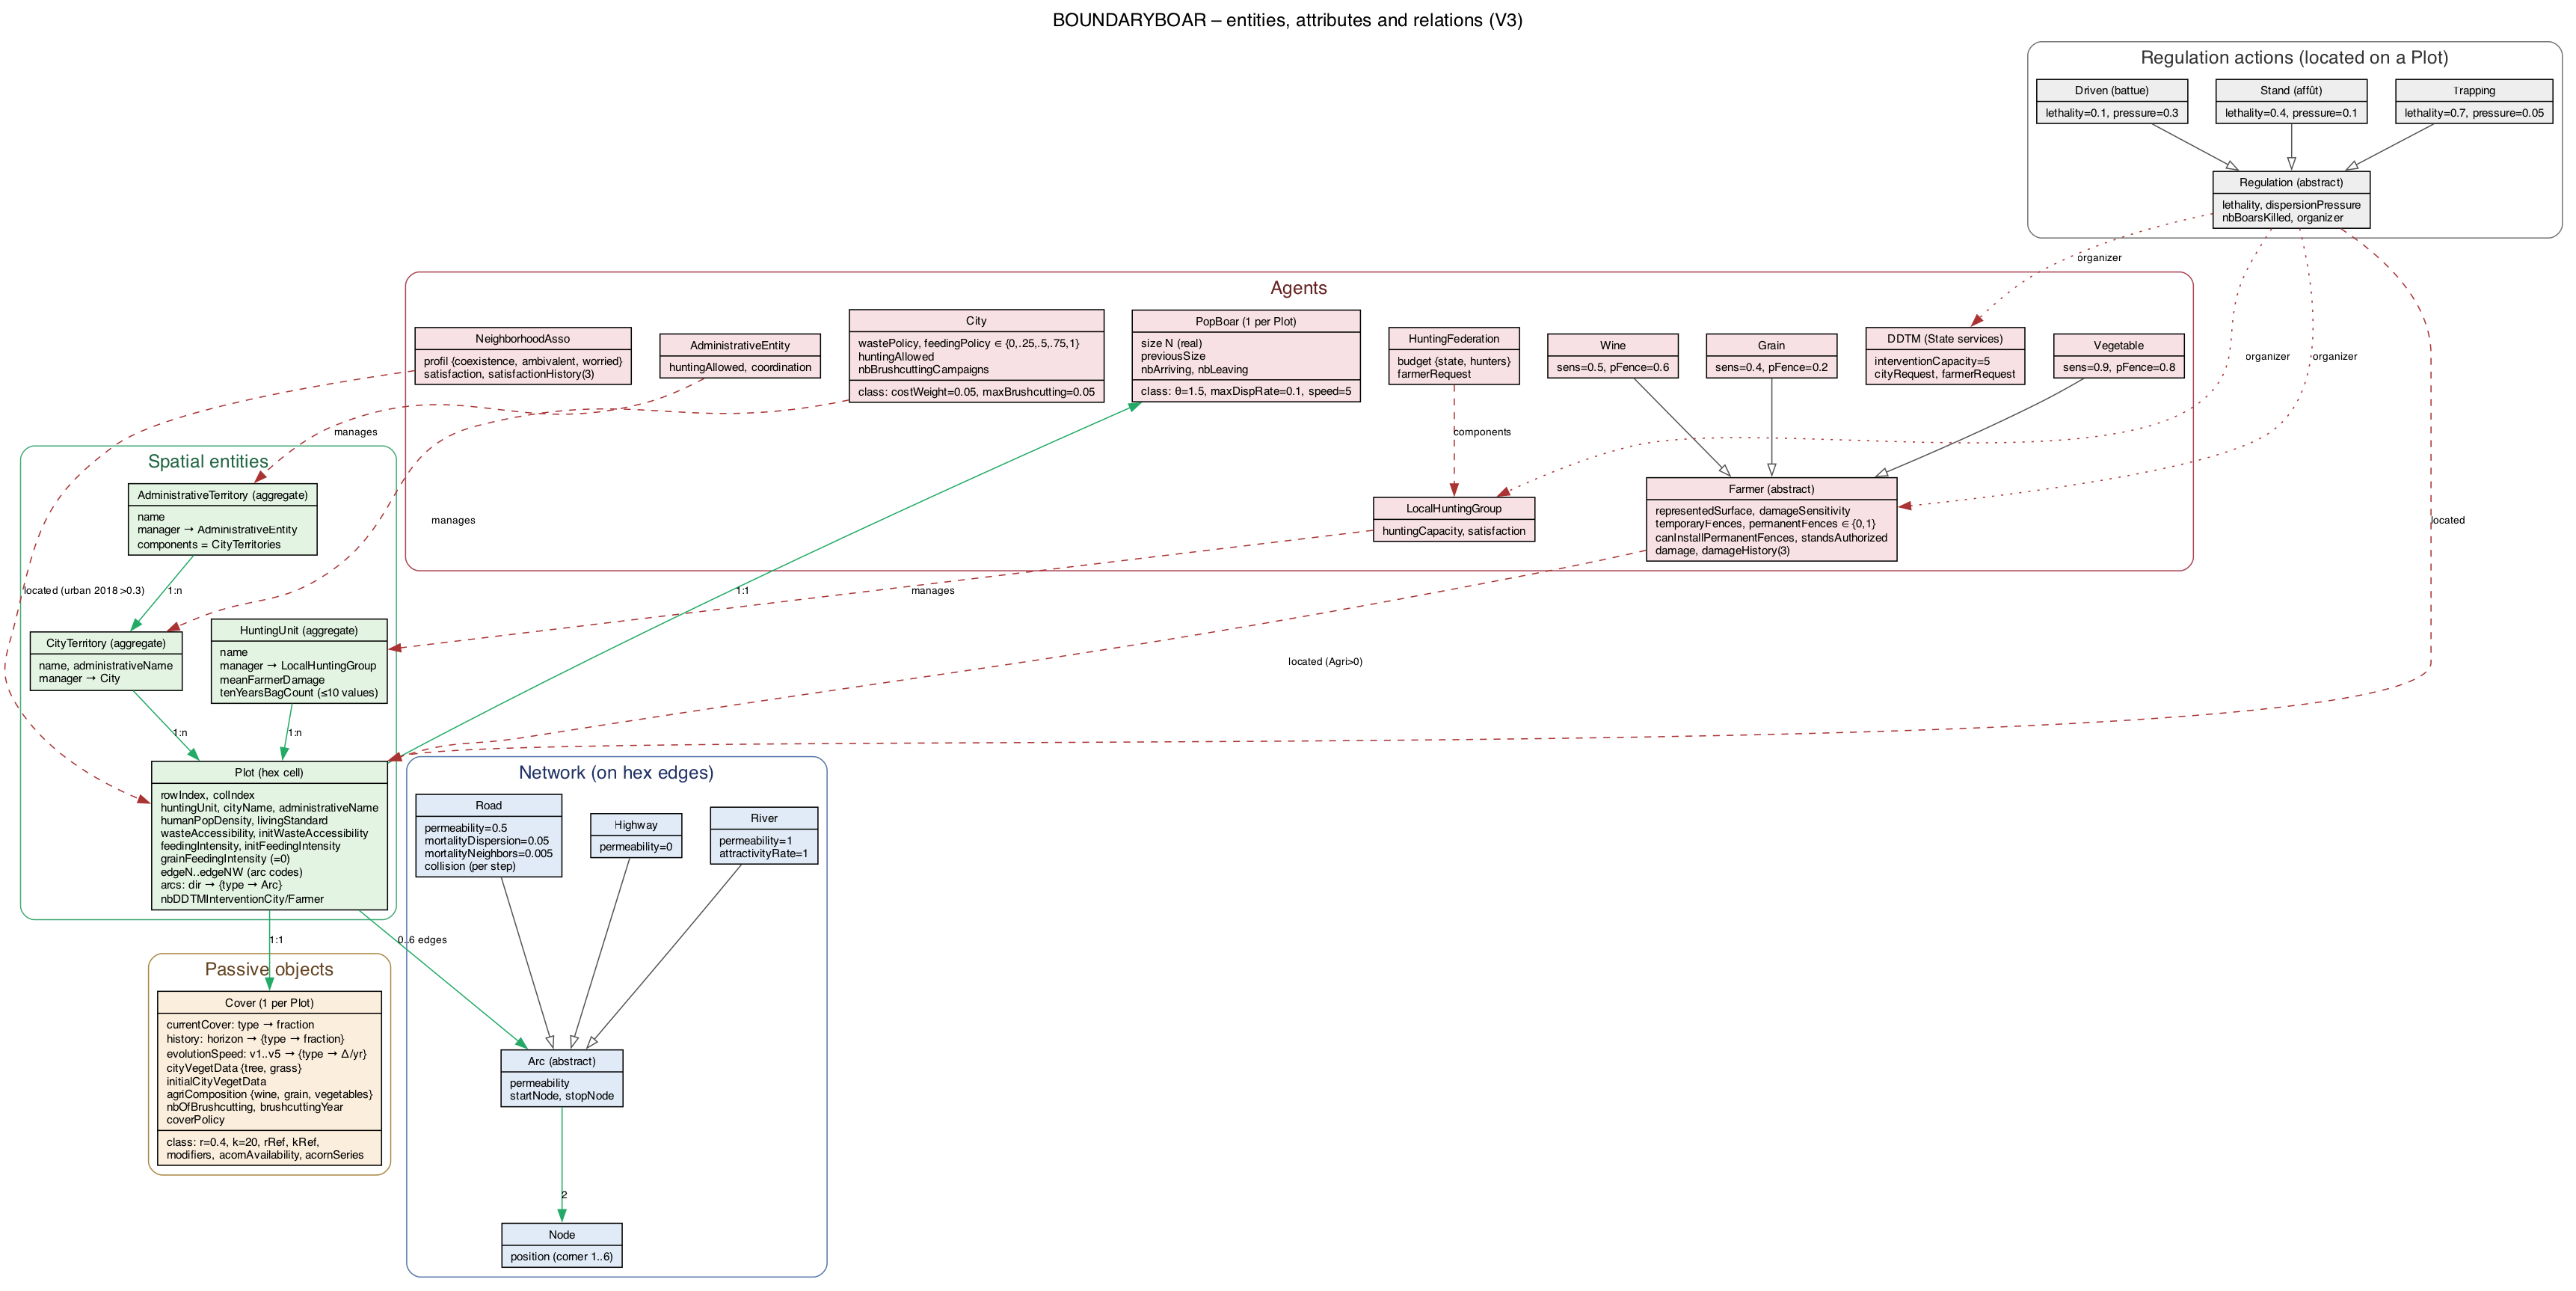 BOUNDARYBOAR – entities, attributes and relations (V3)
Regulation actions (located on a Plot)
Driven (battue)
lethality=0.1, pressure=0.3
Stand (affût)
lethality=0.4, pressure=0.1
Trapping
lethality=0.7, pressure=0.05
Regulation (abstract)
lethality, dispersionPressure
nbBoarsKilled, organizer
organizer
organizer
organizer
located
Agents
NeighborhoodAsso
profil {coexistence, ambivalent, worried}
satisfaction, satisfactionHistory(3)
AdministrativeEntity
huntingAllowed, coordination
City
wastePolicy, feedingPolicy ∈ {0,.25,.5,.75,1}
huntingAllowed
nbBrushcuttingCampaigns
class: costWeight=0.05, maxBrushcutting=0.05
PopBoar (1 per Plot)
size N (real)
previousSize
nbArriving, nbLeaving
class: θ=1.5, maxDispRate=0.1, speed=5
HuntingFederation
budget {state, hunters}
farmerRequest
Wine
sens=0.5, pFence=0.6
Grain
sens=0.4, pFence=0.2
DDTM (State services)
interventionCapacity=5
cityRequest, farmerRequest
Vegetable
sens=0.9, pFence=0.8
components
LocalHuntingGroup
huntingCapacity, satisfaction
Farmer (abstract)
representedSurface, damageSensitivity
temporaryFences, permanentFences ∈ {0,1}
canInstallPermanentFences, standsAuthorized
damage, damageHistory(3)
manages
manages
manages
1:1
located (Agri>0)
located (urban 2018 >0.3)
Spatial entities
AdministrativeTerritory (aggregate)
name
manager → AdministrativeEntity
components = CityTerritories
1:n
CityTerritory (aggregate)
name, administrativeName
manager → City
HuntingUnit (aggregate)
name
manager → LocalHuntingGroup
meanFarmerDamage
tenYearsBagCount (≤10 values)
1:n
1:n
Plot (hex cell)
rowIndex, colIndex
huntingUnit, cityName, administrativeName
humanPopDensity, livingStandard
wasteAccessibility, initWasteAccessibility
feedingIntensity, initFeedingIntensity
grainFeedingIntensity (=0)
edgeN..edgeNW (arc codes)
arcs: dir → {type → Arc}
nbDDTMInterventionCity/Farmer
1:1
0..6 edges
Passive objects
Cover (1 per Plot)
currentCover: type → fraction
history: horizon → {type → fraction}
evolutionSpeed: v1..v5 → {type → Δ/yr}
cityVegetData {tree, grass}
initialCityVegetData
agriComposition {wine, grain, vegetables}
nbOfBrushcutting, brushcuttingYear
coverPolicy
class: r=0.4, k=20, rRef, kRef,
modifiers, acornAvailability, acornSeries
Network (on hex edges)
Road
permeability=0.5
mortalityDispersion=0.05
mortalityNeighbors=0.005
collision (per step)
Highway
permeability=0
River
permeability=1
attractivityRate=1
Arc (abstract)
permeability
startNode, stopNode
2
Node
position (corner 1..6)